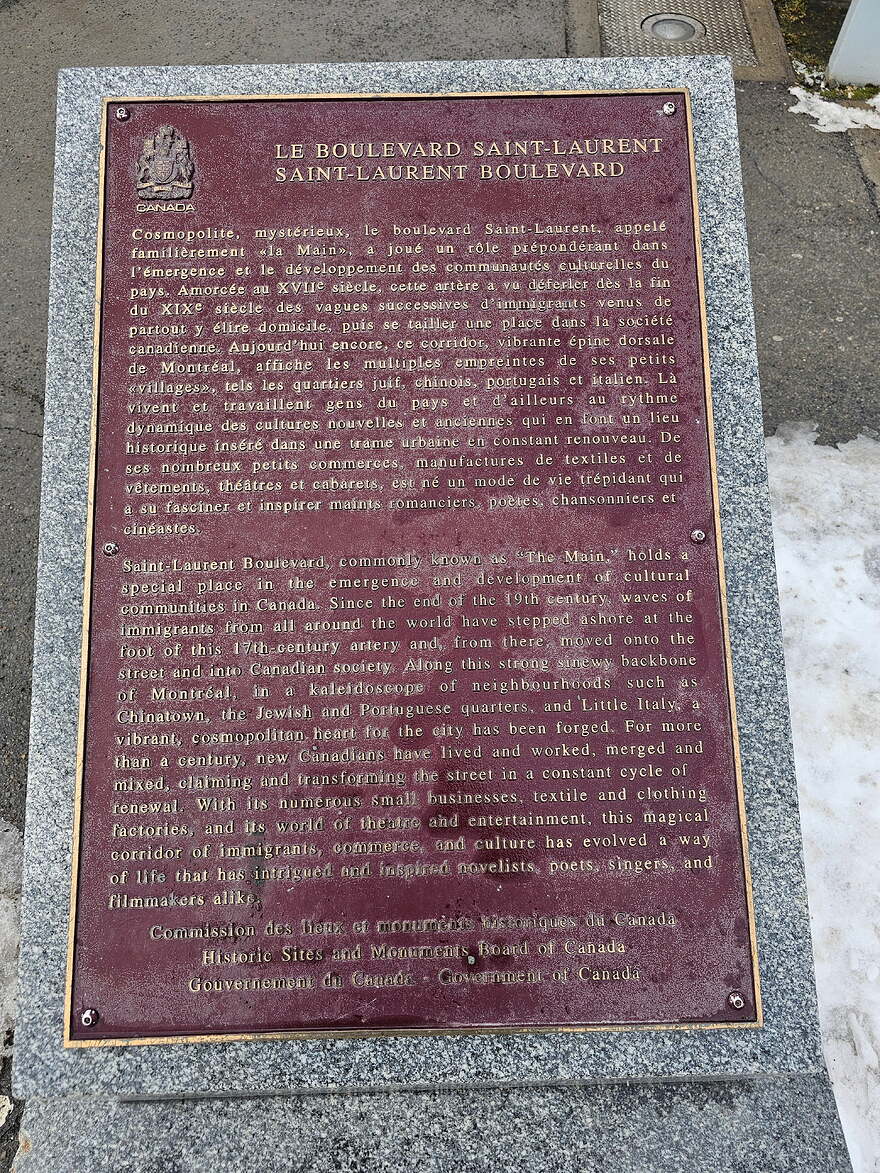 CANADA
LE BOULEVARD SAINT-LAURENT
SAINT-LAURENT BOULEVARD
Cosmopolite, mystérieux, le boulevard Saint-Laurent, appelé
familièrement «la Main», a joué un rôle prépondérant dans
l'émergence et le développement des communautés culturelles du
pays. Amorcée au XVIIe siècle, cette artère a vu déferler dès la fin
du XIXe siècle des vagues successives d'immigrants venus de
partout y élire domicile, puis se tailler une place dans la société
canadienne. Aujourd'hui encore, ce corridor, vibrante épine dorsale
de Montréal, affiche les multiples empreintes de ses petits
«villages», tels les quartiers juif, chinois, portugais et italien. Là
vivent et travaillent gens du pays et d'ailleurs au rythme
dynamique des cultures nouvelles et anciennes qui en font un lieu
historique inséré dans une trame urbaine en constant renouveau. De
ses nombreux petits commerces, manufactures de textiles et de
vêtements, théâtres et cabarets, est né un mode de vie trépidant qui
a su fasciner et inspirer maints romanciers, poètes, chansonniers et
cinéastes.
Saint-Laurent Boulevard, commonly known as "The Main," holds a
special place in the emergence and development of cultural
communities in Canada. Since the end of the 19th century, waves of
immigrants from all around the world have stepped ashore at the
foot of this 17th-century artery and, from there, moved onto the
street and into Canadian society. Along this strong sinewy backbone
of Montréal, in a kaleidoscope of neighbourhoods such as
Chinatown, the Jewish and Portuguese quarters, and Little Italy, a
vibrant, cosmopolitan heart for the city has been forged. For more
than a century, new Canadians have lived and worked, merged and
mixed, claiming and transforming the street in a constant cycle of
renewal. With its numerous small businesses, textile and clothing
factories, and its world of theatre and entertainment, this magical
corridor of immigrants, commerce, and culture has evolved a way
of life that has intrigued and inspired novelists, poets, singers, and
filmmakers alike.
Commission des lieux et monuments historiques du Canada
Historic Sites and Monuments Board of Canada
Gouvernement du Canada - Government of Canada